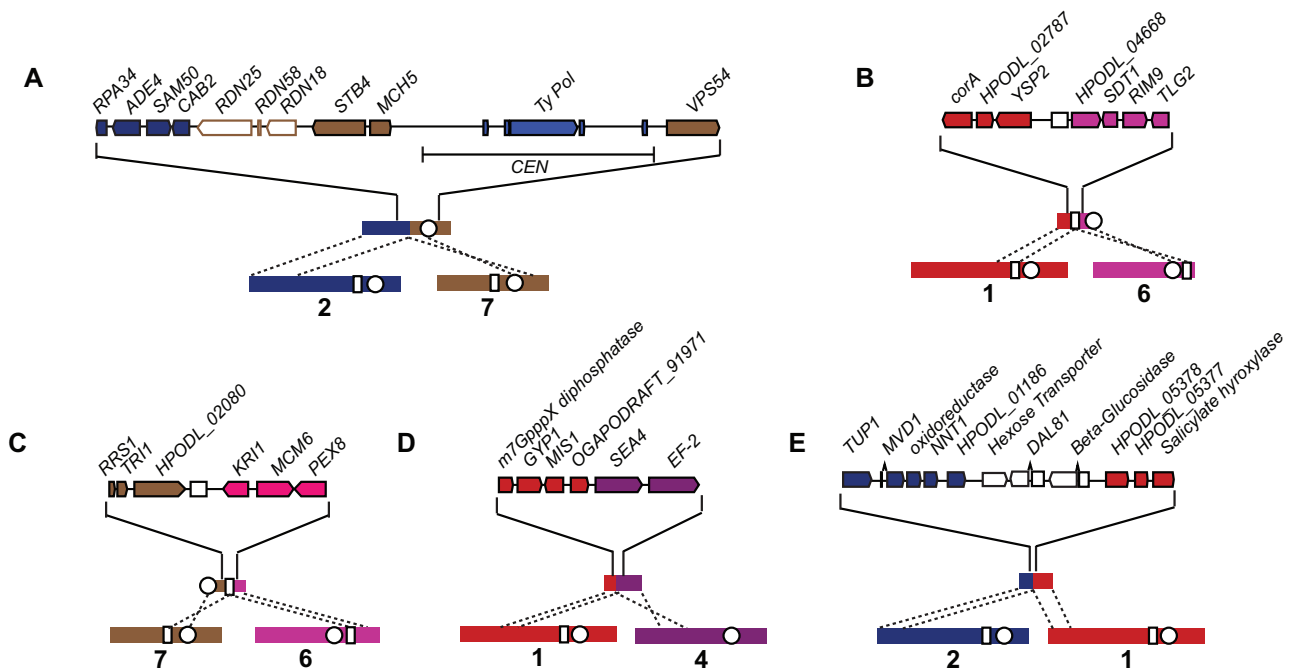 A
RPA34
ADE4
SAM50
CAB2
RDN25
RDN58
RDN18
STB4
MCH5
Ty Pol
VPS54
CEN
2
7
B
corA
HPODL_02787
YSP2
HPODL_04668
SDT1
RIM9
TLG2
1
6
C
RRS1
TRI1
HPODL_02080
KRI1
MCM6
PEX8
7
6
D
m7GpppX diphosphatase
GYP1
MIS1
OGAPODRAFT_91971
SEA4
EF-2
1
4
E
TUP1
MVD1
oxidoreductase
NNT1
HPODL_01186
Hexose Transporter
DAL81
Beta-Glucosidase
HPODL_05378
HPODL_05377
Salicylate hyroxylase
2
1